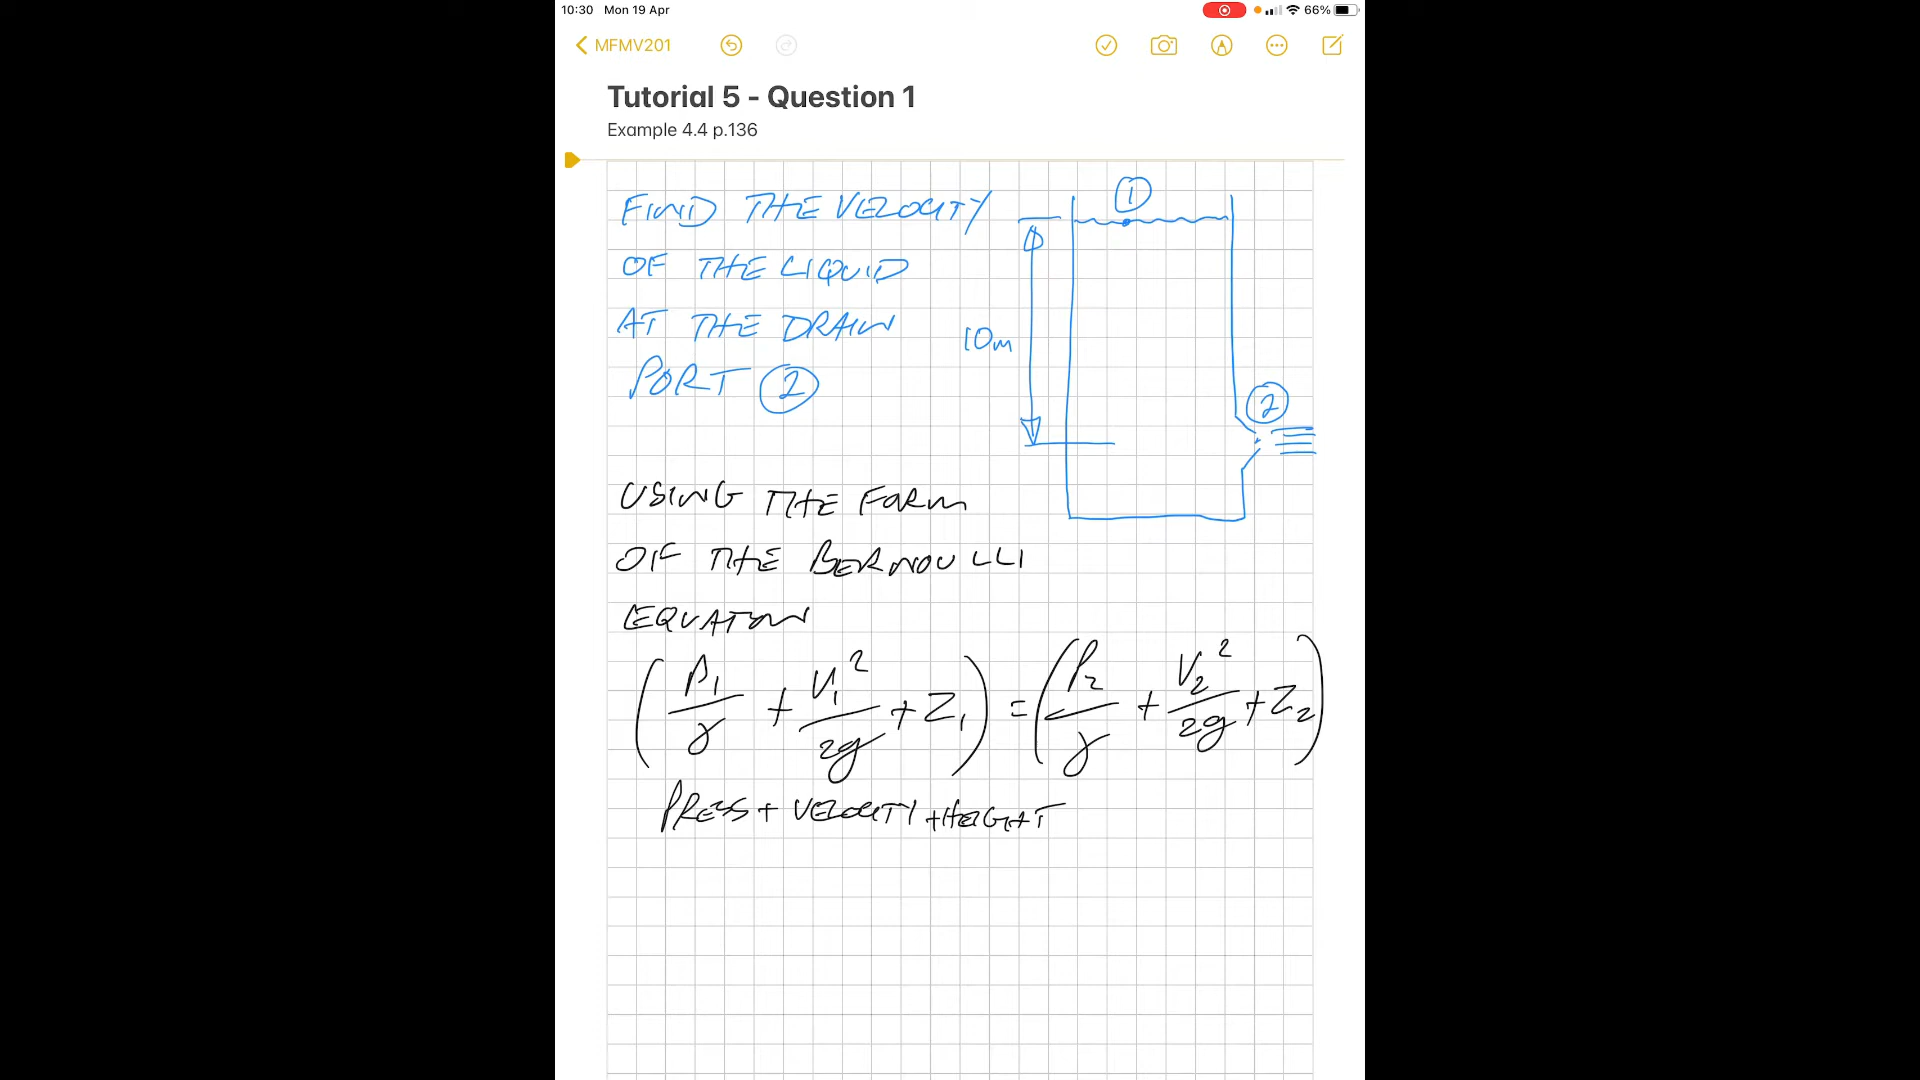 10:30 Mon 19 Apr
66%
MFMV201
Tutorial 5 - Question 1
Example 4.4 p.136
FIND THE VELOCITY
OF THE LIQUID
AT THE DRAIN
PORT ②
①
10m
②
USING THE FORM
OF THE BERNOULLI
EQUATION
(P₁/γ + V₁²/2g + Z₁) = (P₂/γ + V₂²/2g + Z₂)
PRESS + VELOCITY + HEIGHT